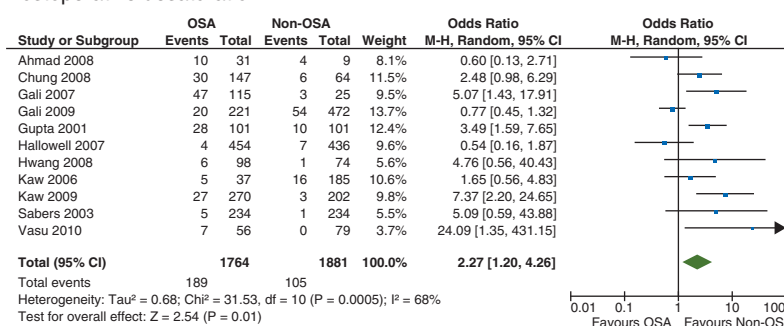 OSA Non-OSA Odds Ratio Odds Ratio
Study or Subgroup Events Total Events Total Weight M-H, Random, 95% CI M-H, Random, 95% CI
Ahmad 2008 10 31 4 9 8.1% 0.60 [0.13, 2.71]
Chung 2008 30 147 6 64 11.4% 2.48 [0.98, 6.29]
Gali 2007 47 115 3 25 9.4% 5.07 [1.43, 17.91]
Gali 2009 20 221 54 472 13.7% 0.77 [0.45, 1.32]
Gupta 2001 28 101 10 101 12.4% 3.49 [1.59, 7.65]
Hallowell 2007 4 454 7 436 9.6% 0.54 [0.16, 1.87]
Hwang 2008 6 98 1 74 5.6% 4.76 [0.56, 40.43]
Kaw 2006 5 37 16 185 10.6% 1.65 [0.56, 4.83]
Kaw 2009 27 270 3 202 9.8% 7.37 [2.20, 24.65]
Sabers 2003 5 234 1 234 5.5% 5.09 [0.59, 43.88]
Vasu 2010 7 56 0 79 3.7% 24.09 [1.35, 431.15]
Total (95% CI) 1764 1881 100.0% 2.27 [1.20, 4.26]
Total events 189 105
Heterogeneity: Tau² = 0.68; Chi² = 31.53, df = 10 (P = 0.0005); I² = 68%
Test for overall effect: Z = 2.54 (P = 0.01)
0.01 0.1 1 10 100
Favours OSA Favours Non-OSA